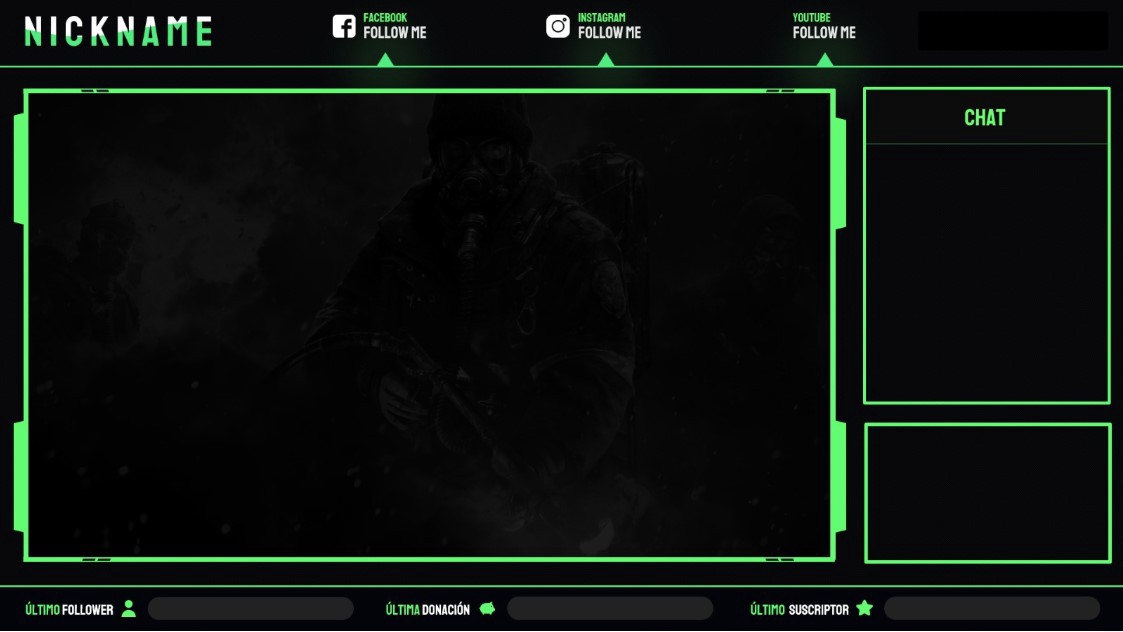 NICKNAME
FACEBOOK
FOLLOW ME
INSTAGRAM
FOLLOW ME
YOUTUBE
FOLLOW ME
CHAT
ÚLTIMO FOLLOWER
ÚLTIMA DONACIÓN
ÚLTIMO SUSCRIPTOR